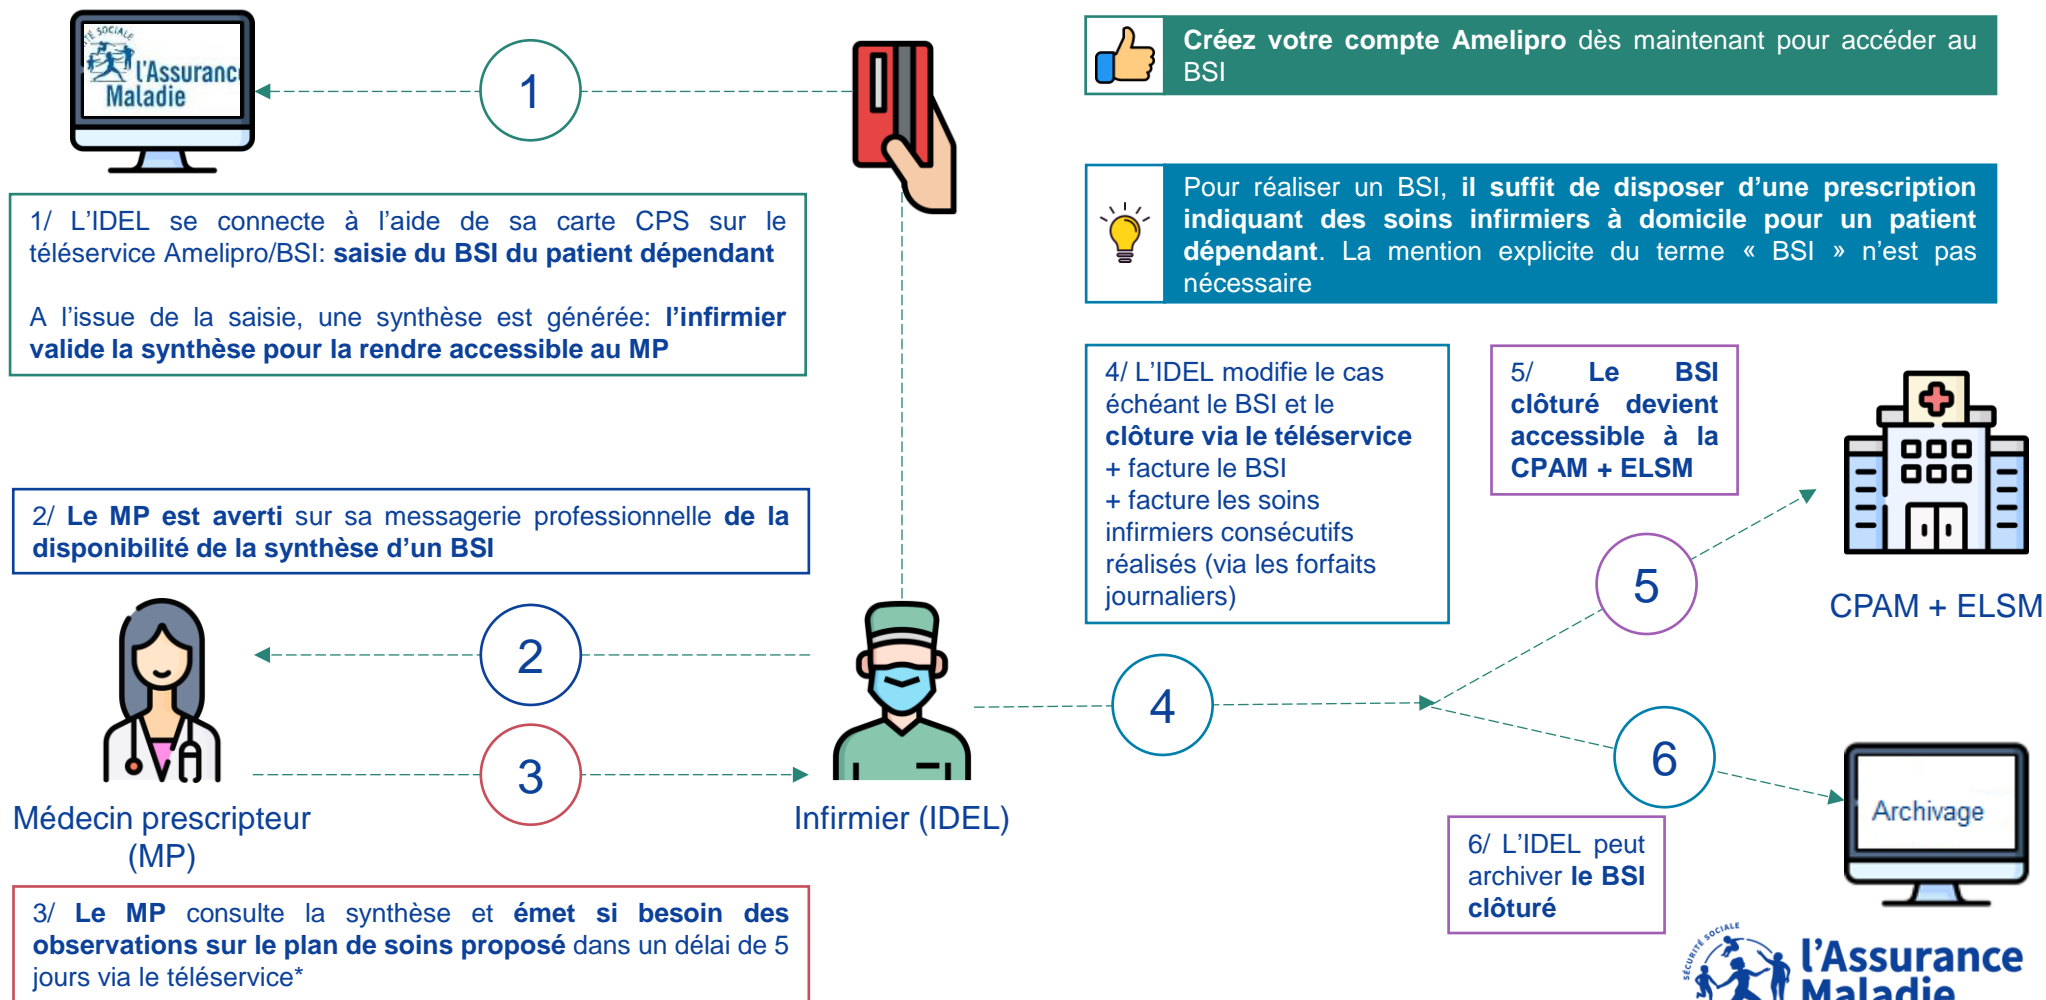 SOCIALE
l'Assuranc
Maladie
1
1/ L'IDEL se connecte à l'aide de sa carte CPS sur le
téléservice Amelipro/BSI: saisie du BSI du patient dépendant
A l'issue de la saisie, une synthèse est générée: l'infirmier
valide la synthèse pour la rendre accessible au MP
2/ Le MP est averti sur sa messagerie professionnelle de la
disponibilité de la synthèse d'un BSI
2
3
Médecin prescripteur
(MP)
Infirmier (IDEL)
3/ Le MP consulte la synthèse et émet si besoin des
observations sur le plan de soins proposé dans un délai de 5
jours via le téléservice*
Créez votre compte Amelipro dès maintenant pour accéder au
BSI
Pour réaliser un BSI, il suffit de disposer d'une prescription
indiquant des soins infirmiers à domicile pour un patient
dépendant. La mention explicite du terme « BSI » n'est pas
nécessaire
4/ L'IDEL modifie le cas
échéant le BSI et le
clôture via le téléservice
+ facture le BSI
+ facture les soins
infirmiers consécutifs
réalisés (via les forfaits
journaliers)
4
5/ Le BSI
clôturé devient
accessible à la
CPAM + ELSM
5
CPAM + ELSM
6
Archivage
6/ L'IDEL peut
archiver le BSI
clôturé
SÉCURITÉ SOCIALE
l'Assurance
Maladie